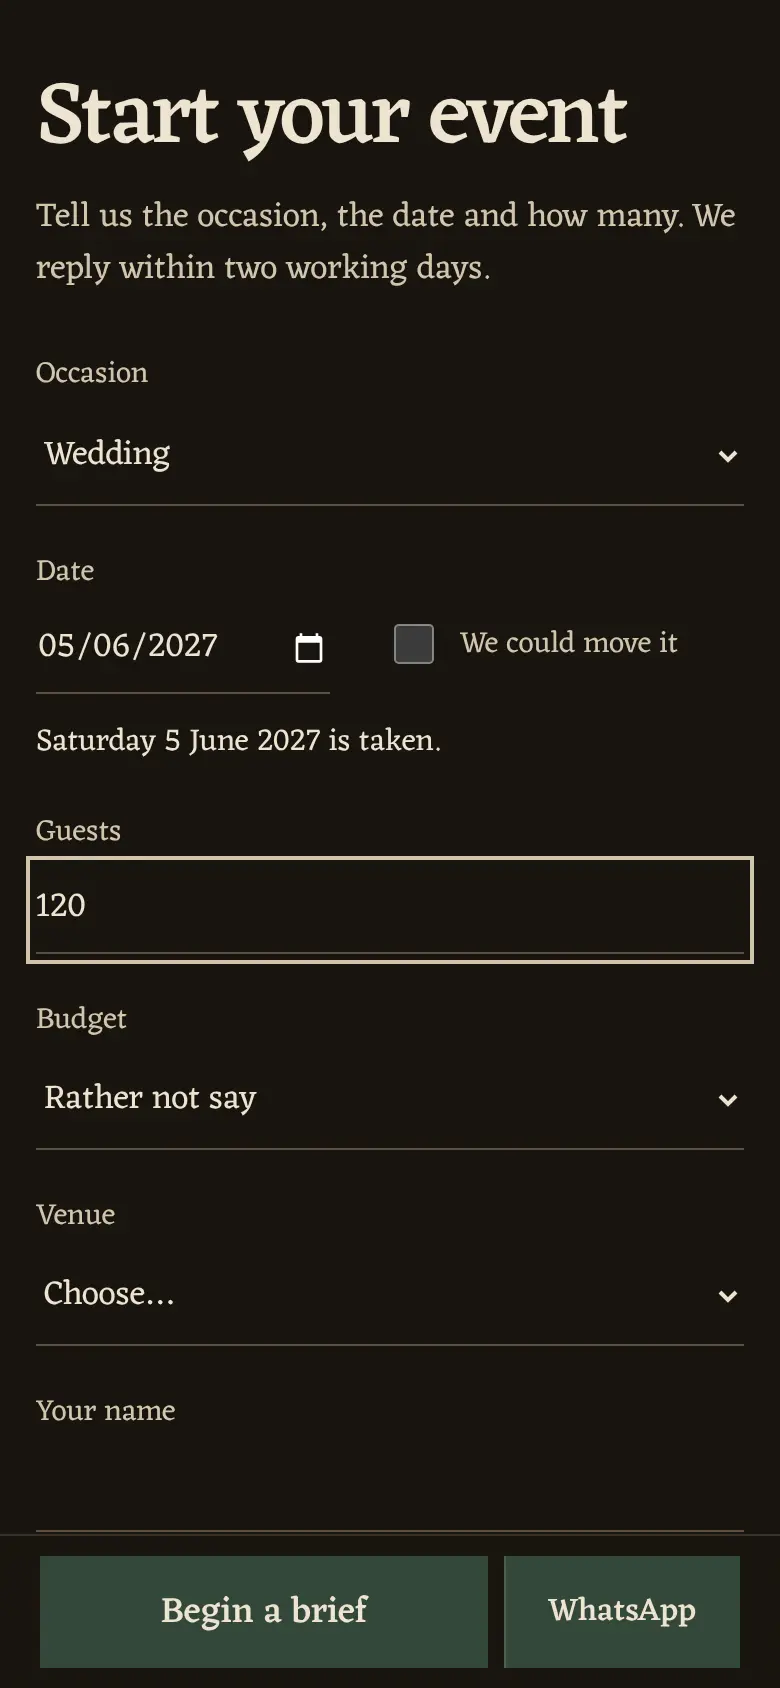 Start your event
Tell us the occasion, the date and how many. We
reply within two working days.
Occasion
Wedding
Date
05/06/2027
We could move it
Saturday 5 June 2027 is taken.
Guests
120
Budget
Rather not say
Venue
Choose...
Your name
Begin a brief
WhatsApp